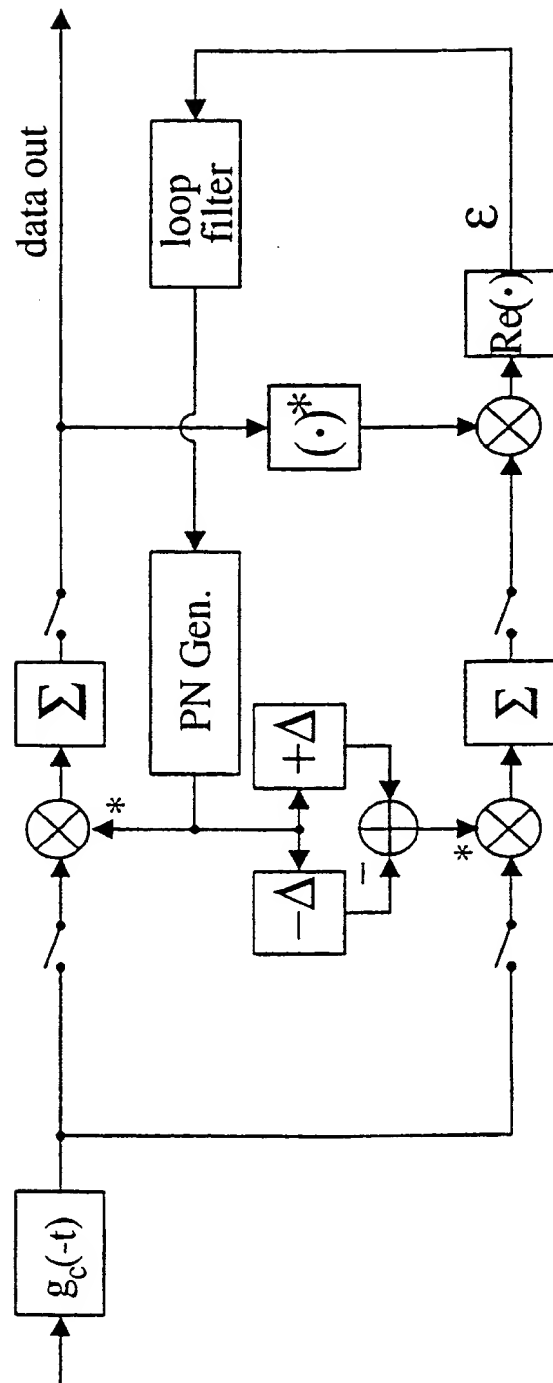 data out
g_c(-t)
*
Σ
PN Gen.
loop
filter
-Δ
+Δ
−
(·)*
*
Σ
Re(·)
ε